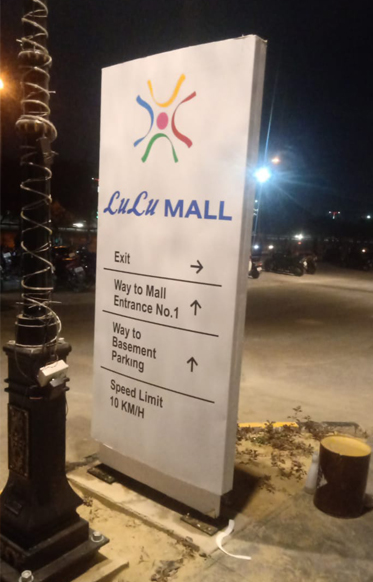 LuLu MALL
Exit →
Way to Mall
Entrance No.1 ↑
Way to
Basement
Parking ↑
Speed Limit
10 KM/H